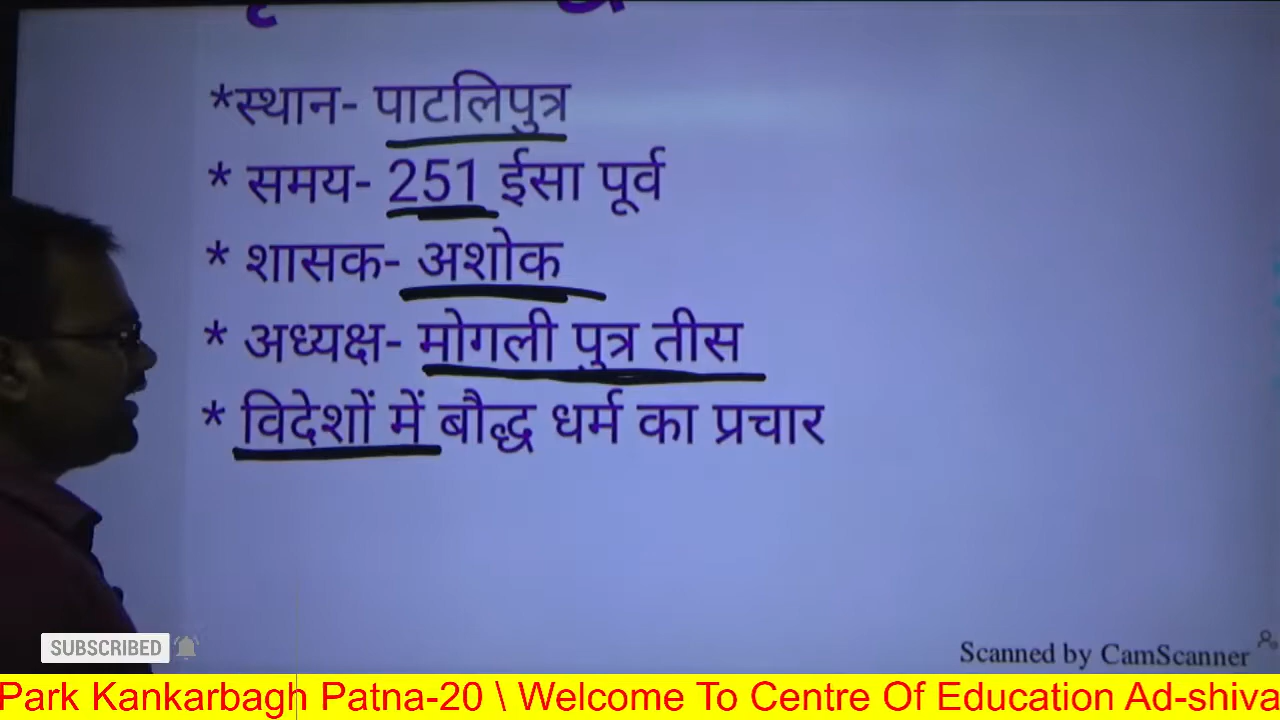 *स्थान- पाटलिपुत्र
* समय- 251 ईसा पूर्व
* शासक- अशोक
* अध्यक्ष- मोगली पुत्र तीस
* विदेशों में बौद्ध धर्म का प्रचार
SUBSCRIBED
Scanned by CamScanner
Park Kankarbagh Patna-20 \ Welcome To Centre Of Education Ad-shiva